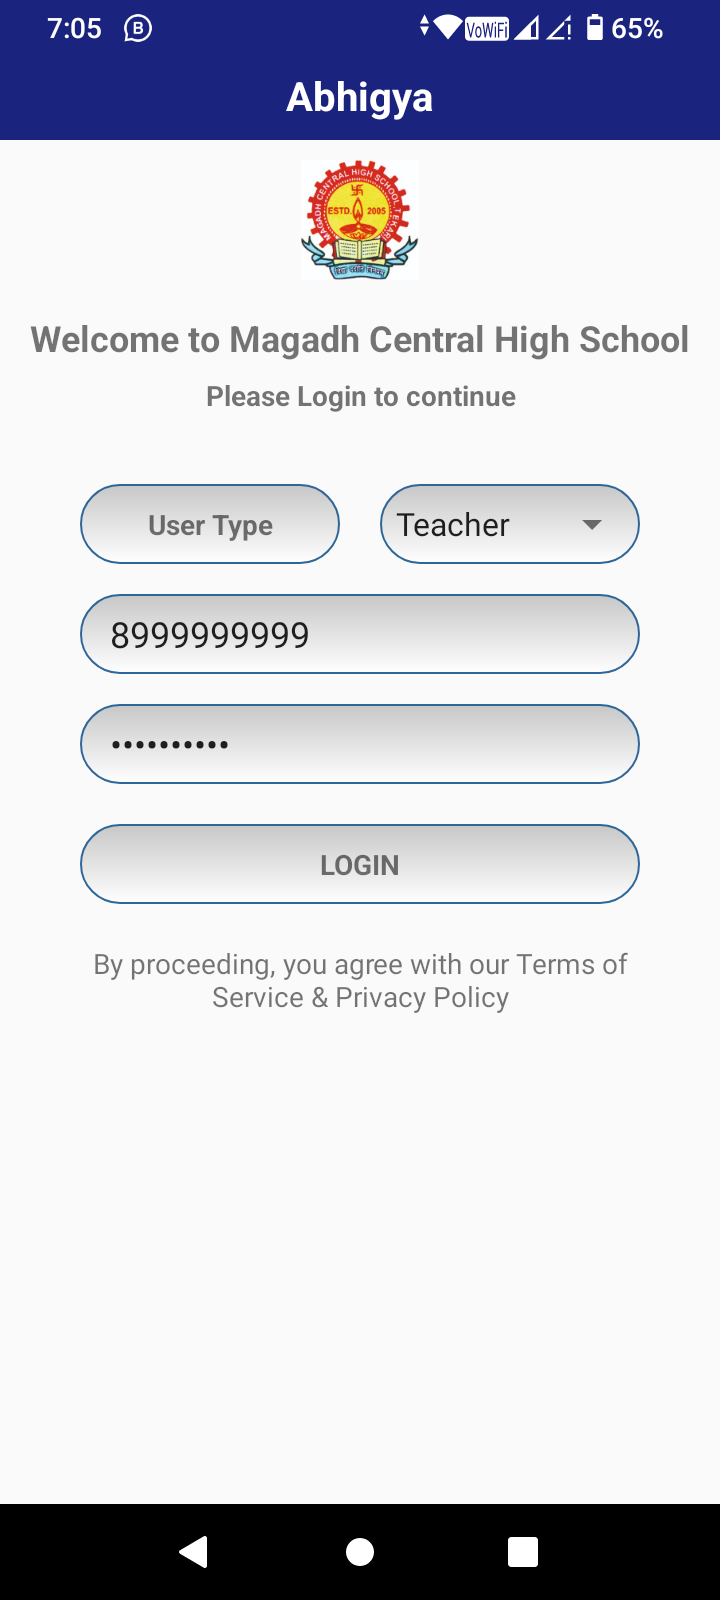 7:05 B VoWiFi 65%
Abhigya
MAGADH CENTRAL HIGH SCHOOL, TEKARI
ESTD. 2005
Welcome to Magadh Central High School
Please Login to continue
User Type Teacher
8999999999
••••••••••
LOGIN
By proceeding, you agree with our Terms of
Service & Privacy Policy